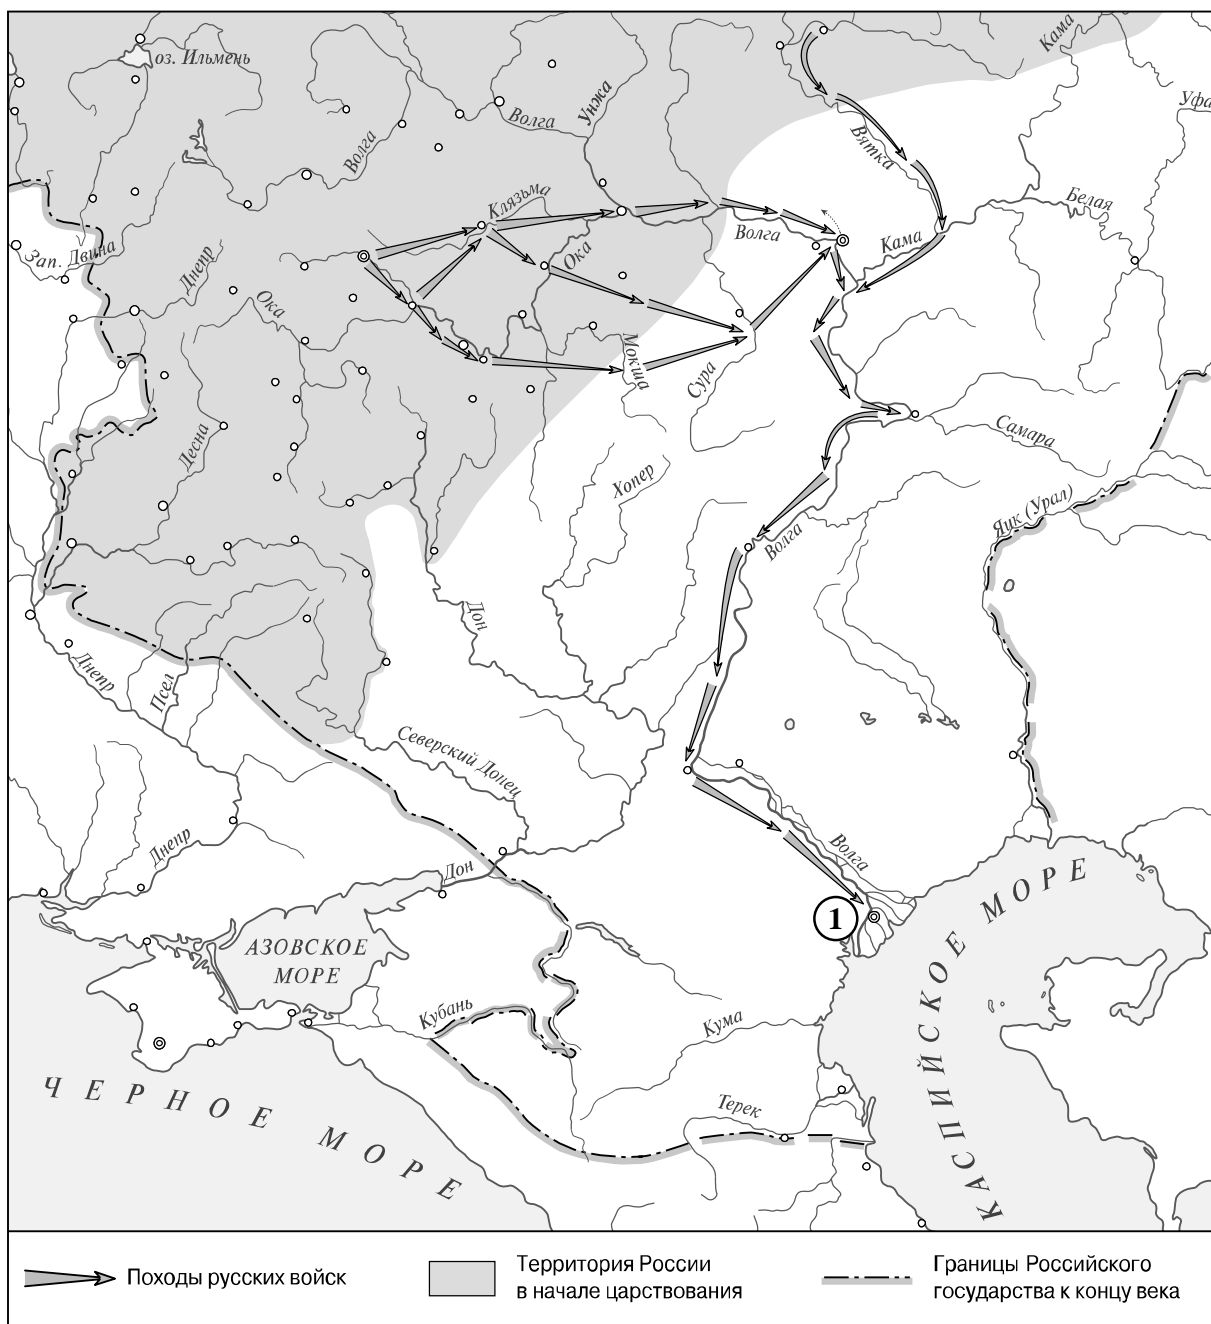 Кама
оз. Ильмень
Унжа
Уфа
Волга
Волга
Вятка
Клязьма
Белая
Волга
Кама
Зап. Двина
Днепр
Ока
Ока
Мокша
Сура
Десна
Самара
Хопер
Яик (Урал)
Волга
Дон
Днепр
Псел
Северский Донец
Днепр
Волга
Дон
1
АЗОВСКОЕ
МОРЕ
КАСПИЙСКОЕ МОРЕ
Кубань
Кума
ЧЕРНОЕ МОРЕ
Терек
Походы русских войск
Территория России
в начале царствования
Границы Российского
государства к концу века